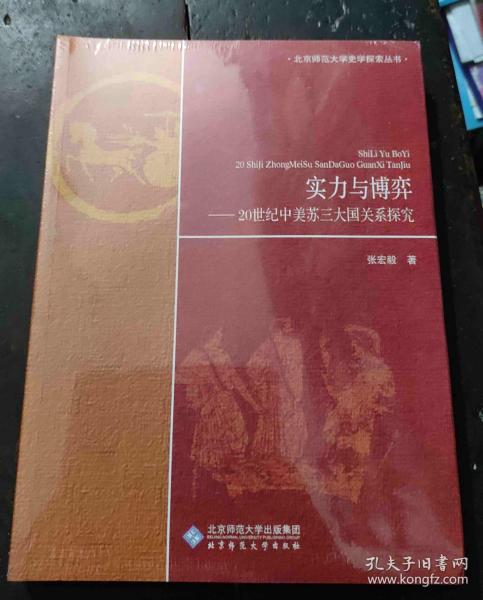 ·北京师范大学史学探索丛书·
ShiLi Yu BoYi
20 ShiJi ZhongMeiSu SanDaGuo GuanXi TanJiu
实力与博弈
——20世纪中美苏三大国关系探究
张宏毅 著
北京师范大学出版集团
BEIJING NORMAL UNIVERSITY PUBLISHING GROUP
北京师范大学出版社
孔夫子旧书网
www.kongfz.com